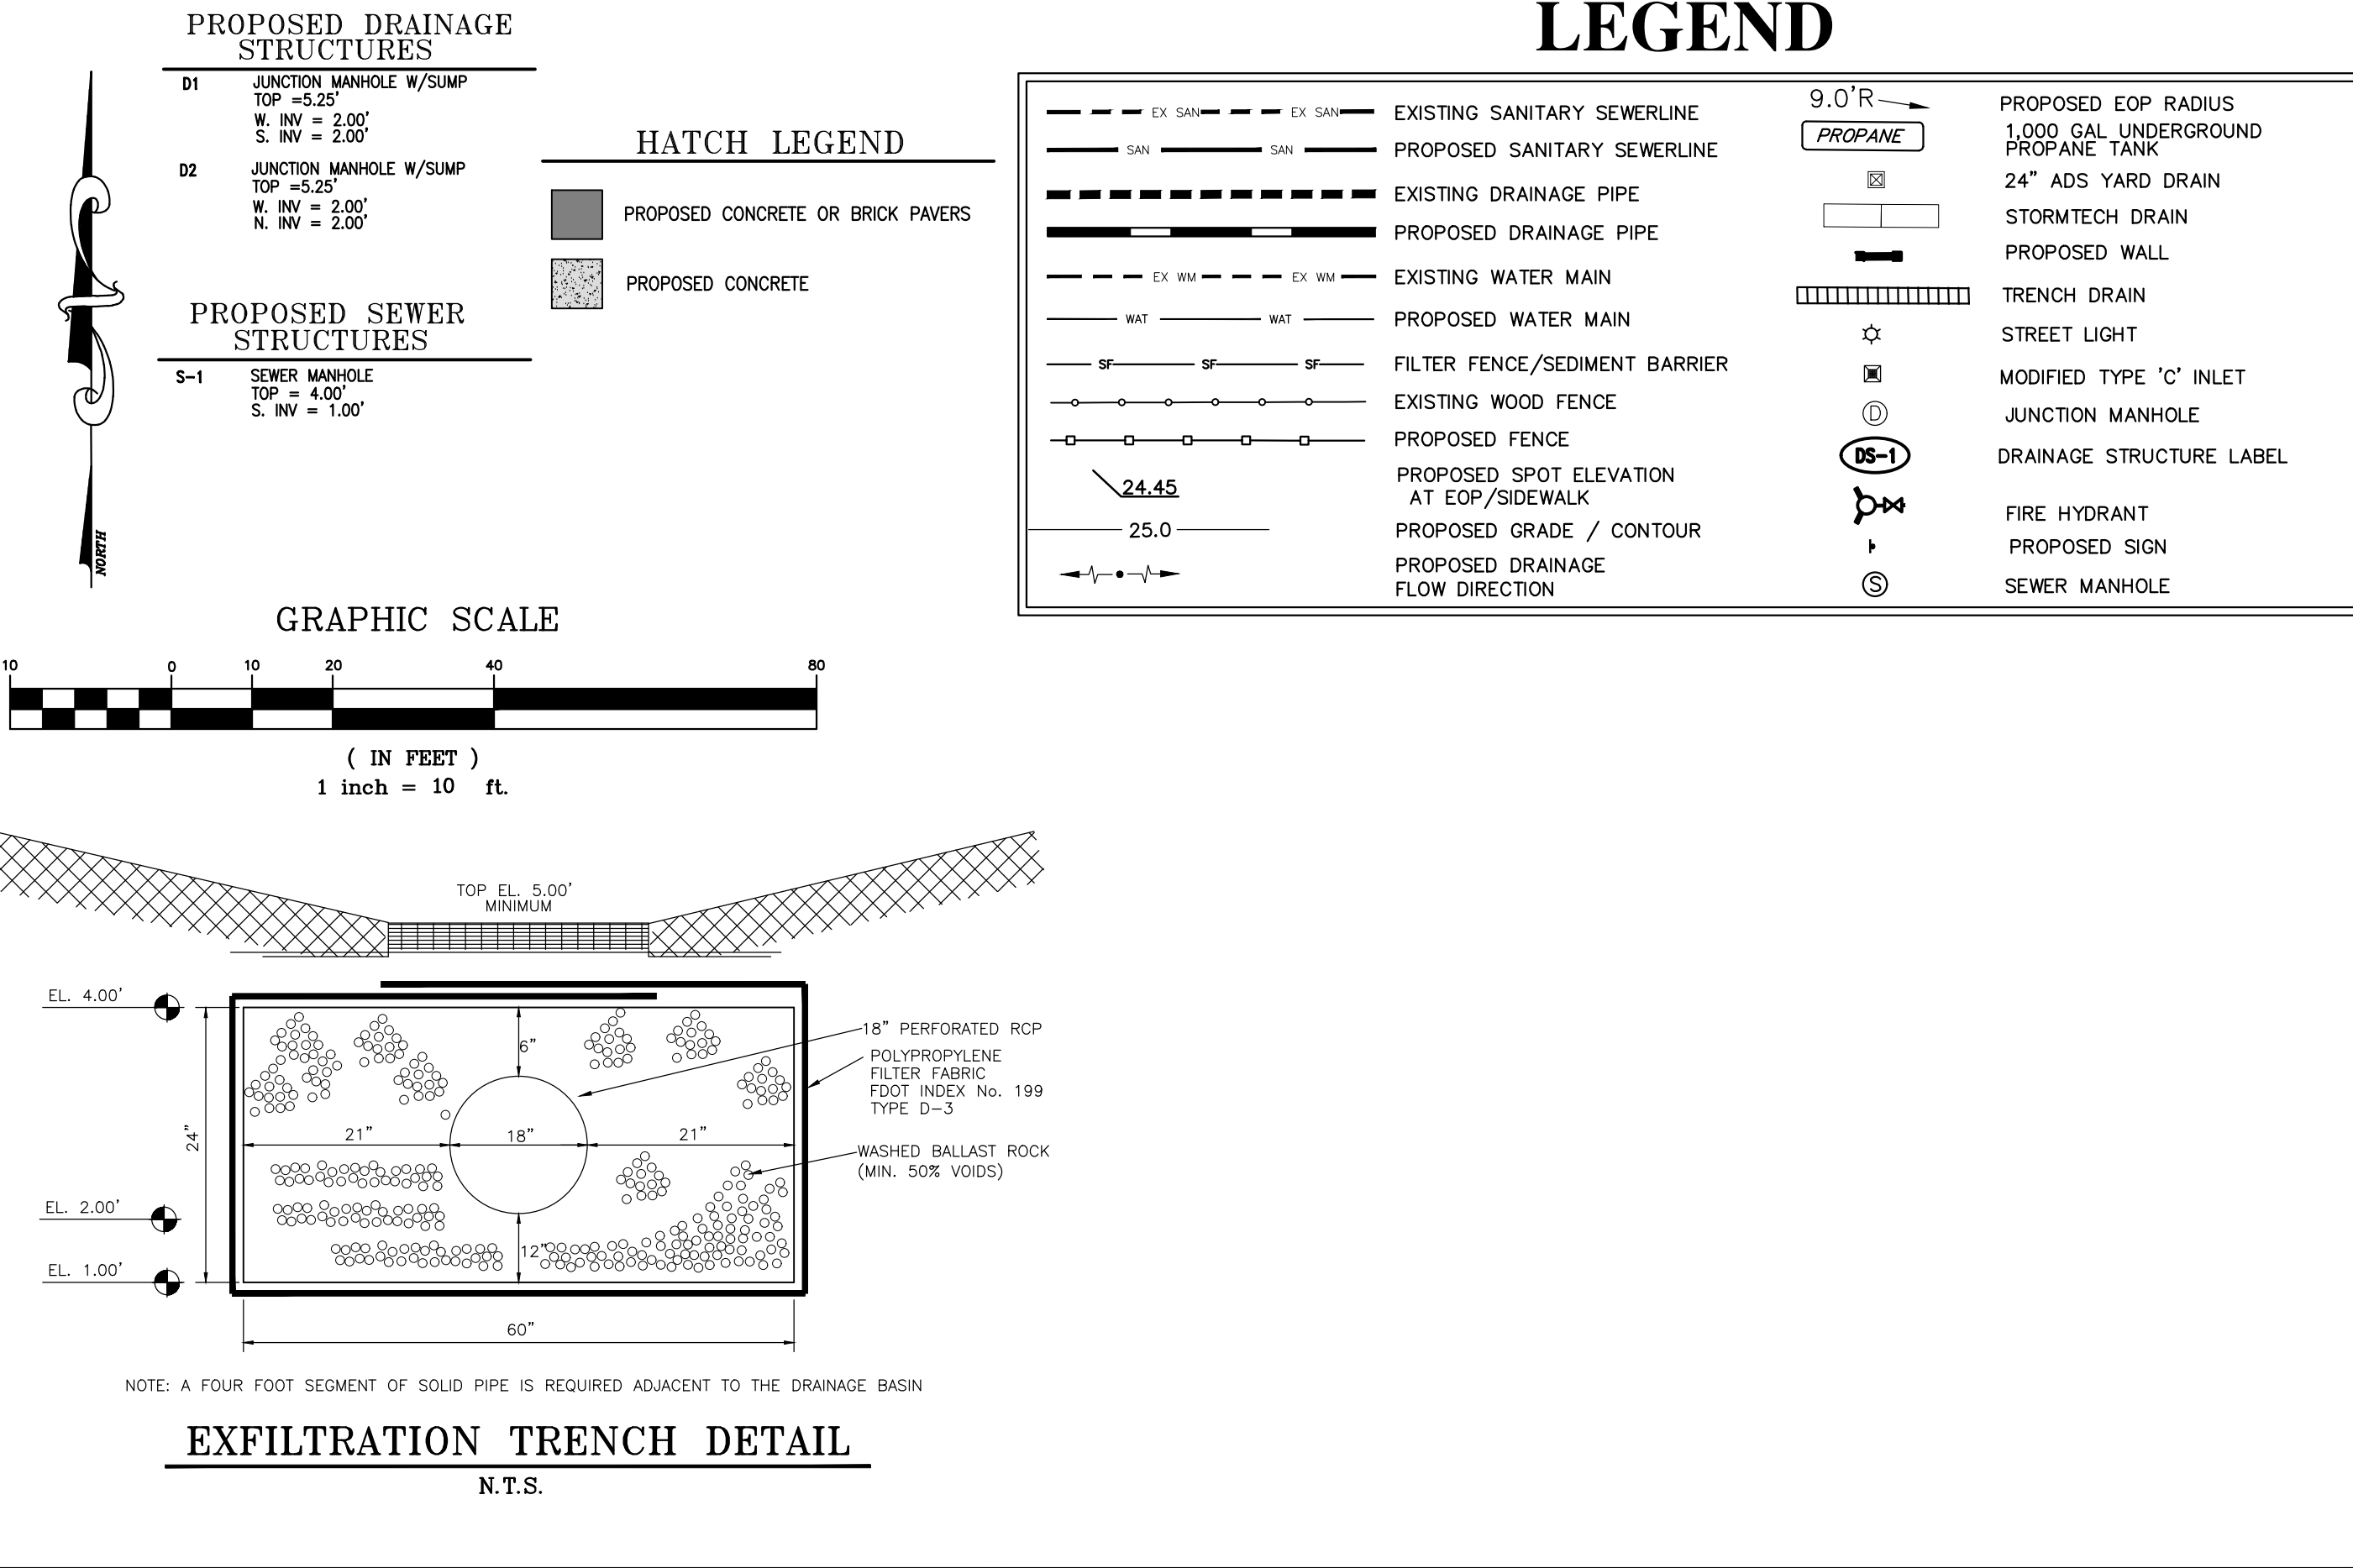 PROPOSED DRAINAGE
STRUCTURES
D1 JUNCTION MANHOLE W/SUMP
TOP =5.25'
W. INV = 2.00'
S. INV = 2.00'
D2 JUNCTION MANHOLE W/SUMP
TOP =5.25'
W. INV = 2.00'
N. INV = 2.00'
PROPOSED SEWER
STRUCTURES
S-1 SEWER MANHOLE
TOP = 4.00'
S. INV = 1.00'
NORTH
HATCH LEGEND
PROPOSED CONCRETE OR BRICK PAVERS
PROPOSED CONCRETE
LEGEND
EX SAN EX SAN EXISTING SANITARY SEWERLINE
SAN SAN PROPOSED SANITARY SEWERLINE
EXISTING DRAINAGE PIPE
PROPOSED DRAINAGE PIPE
EX WM EX WM EXISTING WATER MAIN
WAT WAT PROPOSED WATER MAIN
SF SF SF FILTER FENCE/SEDIMENT BARRIER
EXISTING WOOD FENCE
PROPOSED FENCE
24.45 PROPOSED SPOT ELEVATION
AT EOP/SIDEWALK
25.0 PROPOSED GRADE / CONTOUR
PROPOSED DRAINAGE
FLOW DIRECTION
9.0'R PROPOSED EOP RADIUS
PROPANE 1,000 GAL UNDERGROUND
PROPANE TANK
24" ADS YARD DRAIN
STORMTECH DRAIN
PROPOSED WALL
TRENCH DRAIN
STREET LIGHT
MODIFIED TYPE 'C' INLET
D JUNCTION MANHOLE
DS-1 DRAINAGE STRUCTURE LABEL
FIRE HYDRANT
PROPOSED SIGN
S SEWER MANHOLE
GRAPHIC SCALE
10 0 10 20 40 80
( IN FEET )
1 inch = 10 ft.
TOP EL. 5.00'
MINIMUM
EL. 4.00'
EL. 2.00'
EL. 1.00'
24"
6"
21" 18" 21"
12"
60"
18" PERFORATED RCP
POLYPROPYLENE
FILTER FABRIC
FDOT INDEX No. 199
TYPE D-3
WASHED BALLAST ROCK
(MIN. 50% VOIDS)
NOTE: A FOUR FOOT SEGMENT OF SOLID PIPE IS REQUIRED ADJACENT TO THE DRAINAGE BASIN
EXFILTRATION TRENCH DETAIL
N.T.S.